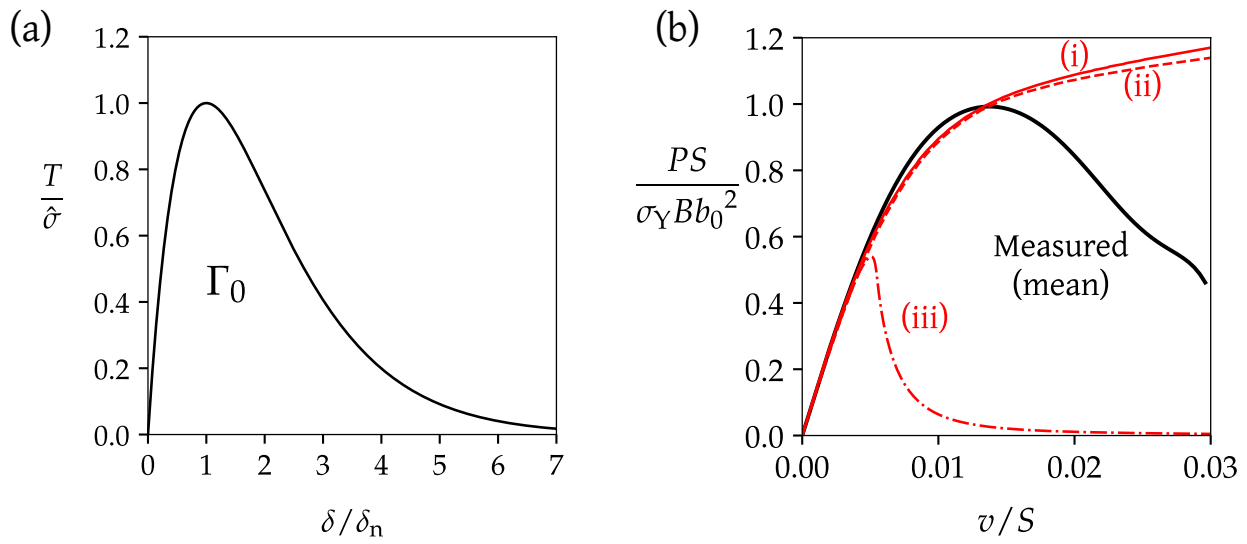 (a)
1.2
1.0
0.8
0.6
0.4
0.2
0.0
T
σ̂
Γ₀
0 1 2 3 4 5 6 7
δ/δₙ
(b)
1.2
1.0
0.8
0.6
0.4
0.2
0.0
PS
σ_Y Bb₀²
(i)
(ii)
Measured
(mean)
(iii)
0.00 0.01 0.02 0.03
v/S